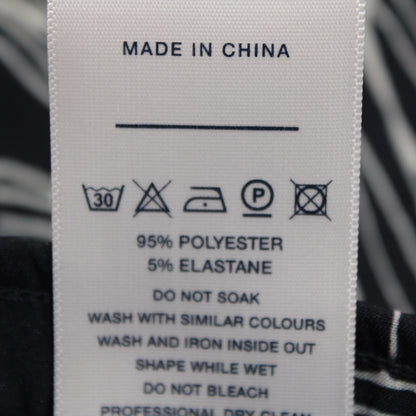 MADE IN CHINA
30 P
95% POLYESTER
5% ELASTANE
DO NOT SOAK
WASH WITH SIMILAR COLOURS
WASH AND IRON INSIDE OUT
SHAPE WHILE WET
DO NOT BLEACH
PROFESSIONAL DRY CLEAN